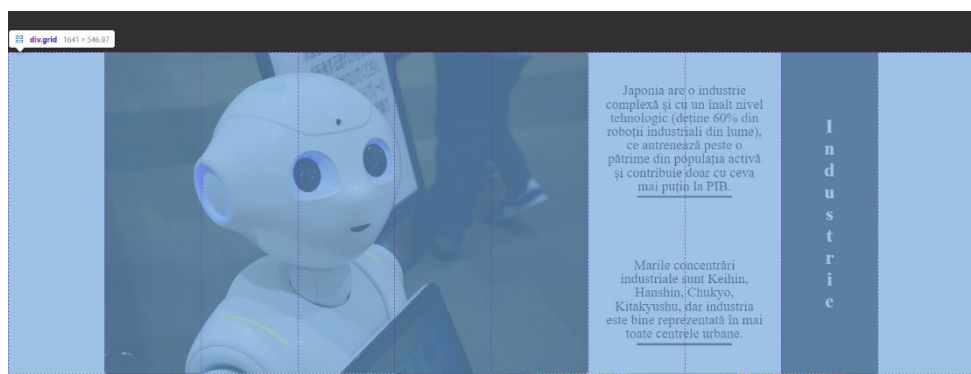 div.grid 1641 × 546.97
Japonia are o industrie
complexă și cu un înalt nivel
tehnologic (deține 60% din
roboții industriali din lume),
ce antrenează peste o
pătrime din populația activă
și contribuie doar cu ceva
mai puțin la PIB.
Marile concentrări
industriale sunt Keihin,
Hanshin, Chukyo,
Kitakyushu, dar industria
este bine reprezentată în mai
toate centrele urbane.
I
n
d
u
s
t
r
i
e